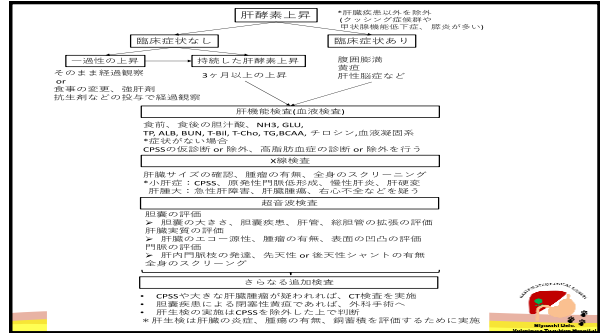 肝酵素上昇
*肝臓疾患以外を除外
(クッシング症候群や
甲状腺機能低下症、膵炎が多い)
臨床症状なし
臨床症状あり
一過性の上昇
持続した肝酵素上昇
腹囲膨満
黄疸
肝性脳症など
そのまま経過観察
or
食事の変更、強肝剤
抗生剤などの投与で経過観察
3ヶ月以上の上昇
肝機能検査(血液検査)
食前、食後の胆汁酸、NH3, GLU,
TP, ALB, BUN, T-Bil, T-Cho, TG,BCAA, チロシン,血液凝固系
*症状がない場合
CPSSの仮診断 or 除外、高脂肪血症の診断 or 除外を行う
X線検査
肝臓サイズの確認、腫瘤の有無、全身のスクリーニング
*小肝症：CPSS、原発性門脈低形成、慢性肝炎、肝硬変
肝腫大：急性肝障害、肝臓腫瘍、右心不全などを疑う
超音波検査
胆嚢の評価
➢ 胆嚢の大きさ、胆嚢疾患、肝管、総胆管の拡張の評価
肝臓実質の評価
➢ 肝臓のエコー源性、腫瘤の有無、表面の凹凸の評価
門脈の評価
➢ 肝内門脈枝の発達、先天性 or 後天性シャントの有無
全身のスクリーング
さらなる追加検査
• CPSSや大きな肝臓腫瘤が疑われれば、CT検査を実施
• 胆嚢疾患による閉塞性黄疸であれば、外科手術へ
• 肝生検の実施はCPSSを除外した上で判断
＊肝生検は肝臓の炎症、腫瘍の有無、銅蓄積を評価するために実施
Miyazaki Univ.
Veterinary Teaching Hospital